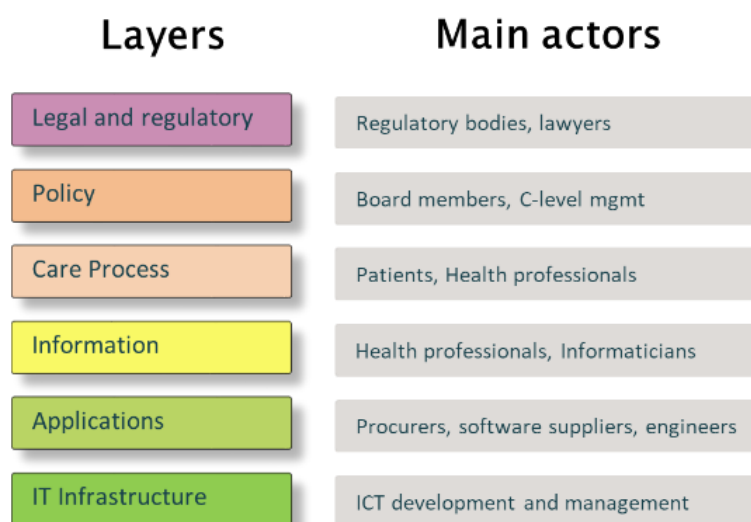 Layers Main actors
Legal and regulatory Regulatory bodies, lawyers
Policy Board members, C-level mgmt
Care Process Patients, Health professionals
Information Health professionals, Informaticians
Applications Procurers, software suppliers, engineers
IT Infrastructure ICT development and management